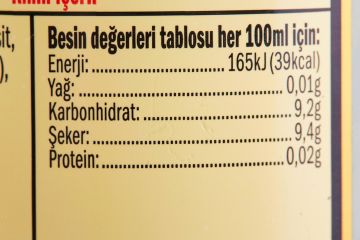 Besin değerleri tablosu her 100ml için:
Enerji:............................165kJ(39kcal)
Yağ:............................................0,01g
Karbonhidrat:...............................9,2g
Şeker:..........................................9,4g
Protein:......................................0,02g